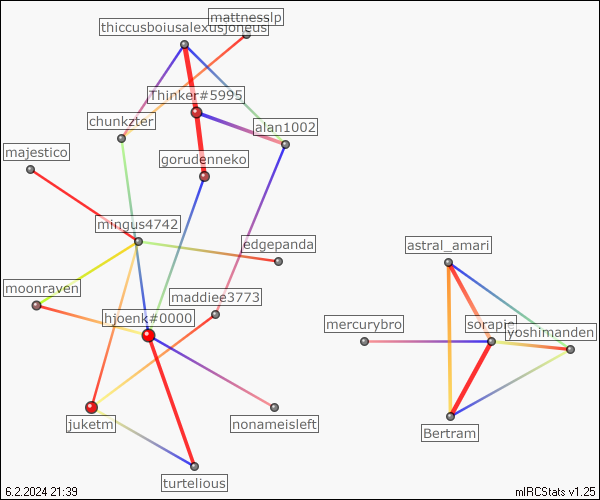 mattnesslp
thiccusboiusalexusjoneus
Thinker#5995
chunkzter
alan1002
majestico
gorudenneko
mingus4742
edgepanda
astral_amari
moonraven
maddiee3773
hjoenk#0000
mercurybro
sorapie
yoshimanden
juketm
nonameisleft
Bertram
turtelious
6.2.2024 21:39
mIRCStats v1.25